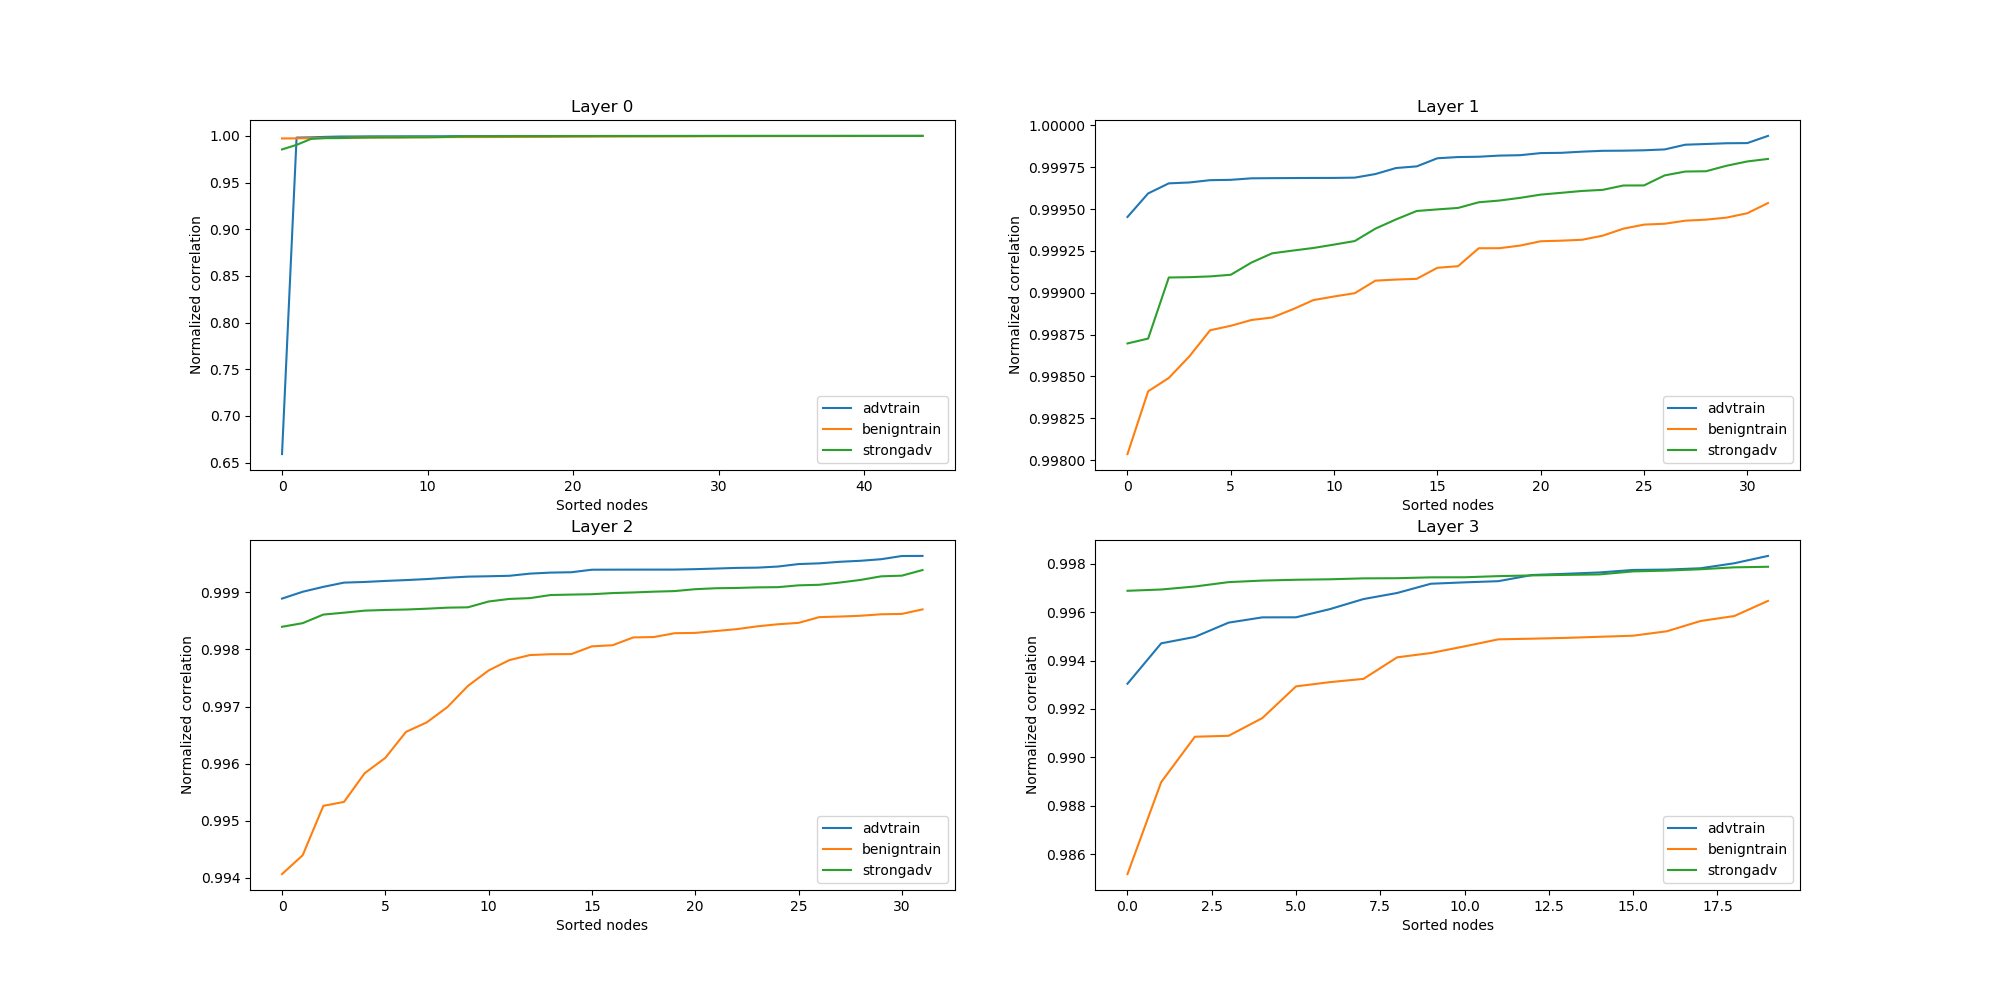 Layer 0
Normalized correlation
1.00
0.95
0.90
0.85
0.80
0.75
0.70
0.65
0 10 20 30 40
Sorted nodes
advtrain
benigntrain
strongadv
Layer 1
Normalized correlation
1.00000
0.99975
0.99950
0.99925
0.99900
0.99875
0.99850
0.99825
0.99800
0 5 10 15 20 25 30
Sorted nodes
advtrain
benigntrain
strongadv
Layer 2
Normalized correlation
0.999
0.998
0.997
0.996
0.995
0.994
0 5 10 15 20 25 30
Sorted nodes
advtrain
benigntrain
strongadv
Layer 3
Normalized correlation
0.998
0.996
0.994
0.992
0.990
0.988
0.986
0.0 2.5 5.0 7.5 10.0 12.5 15.0 17.5
Sorted nodes
advtrain
benigntrain
strongadv